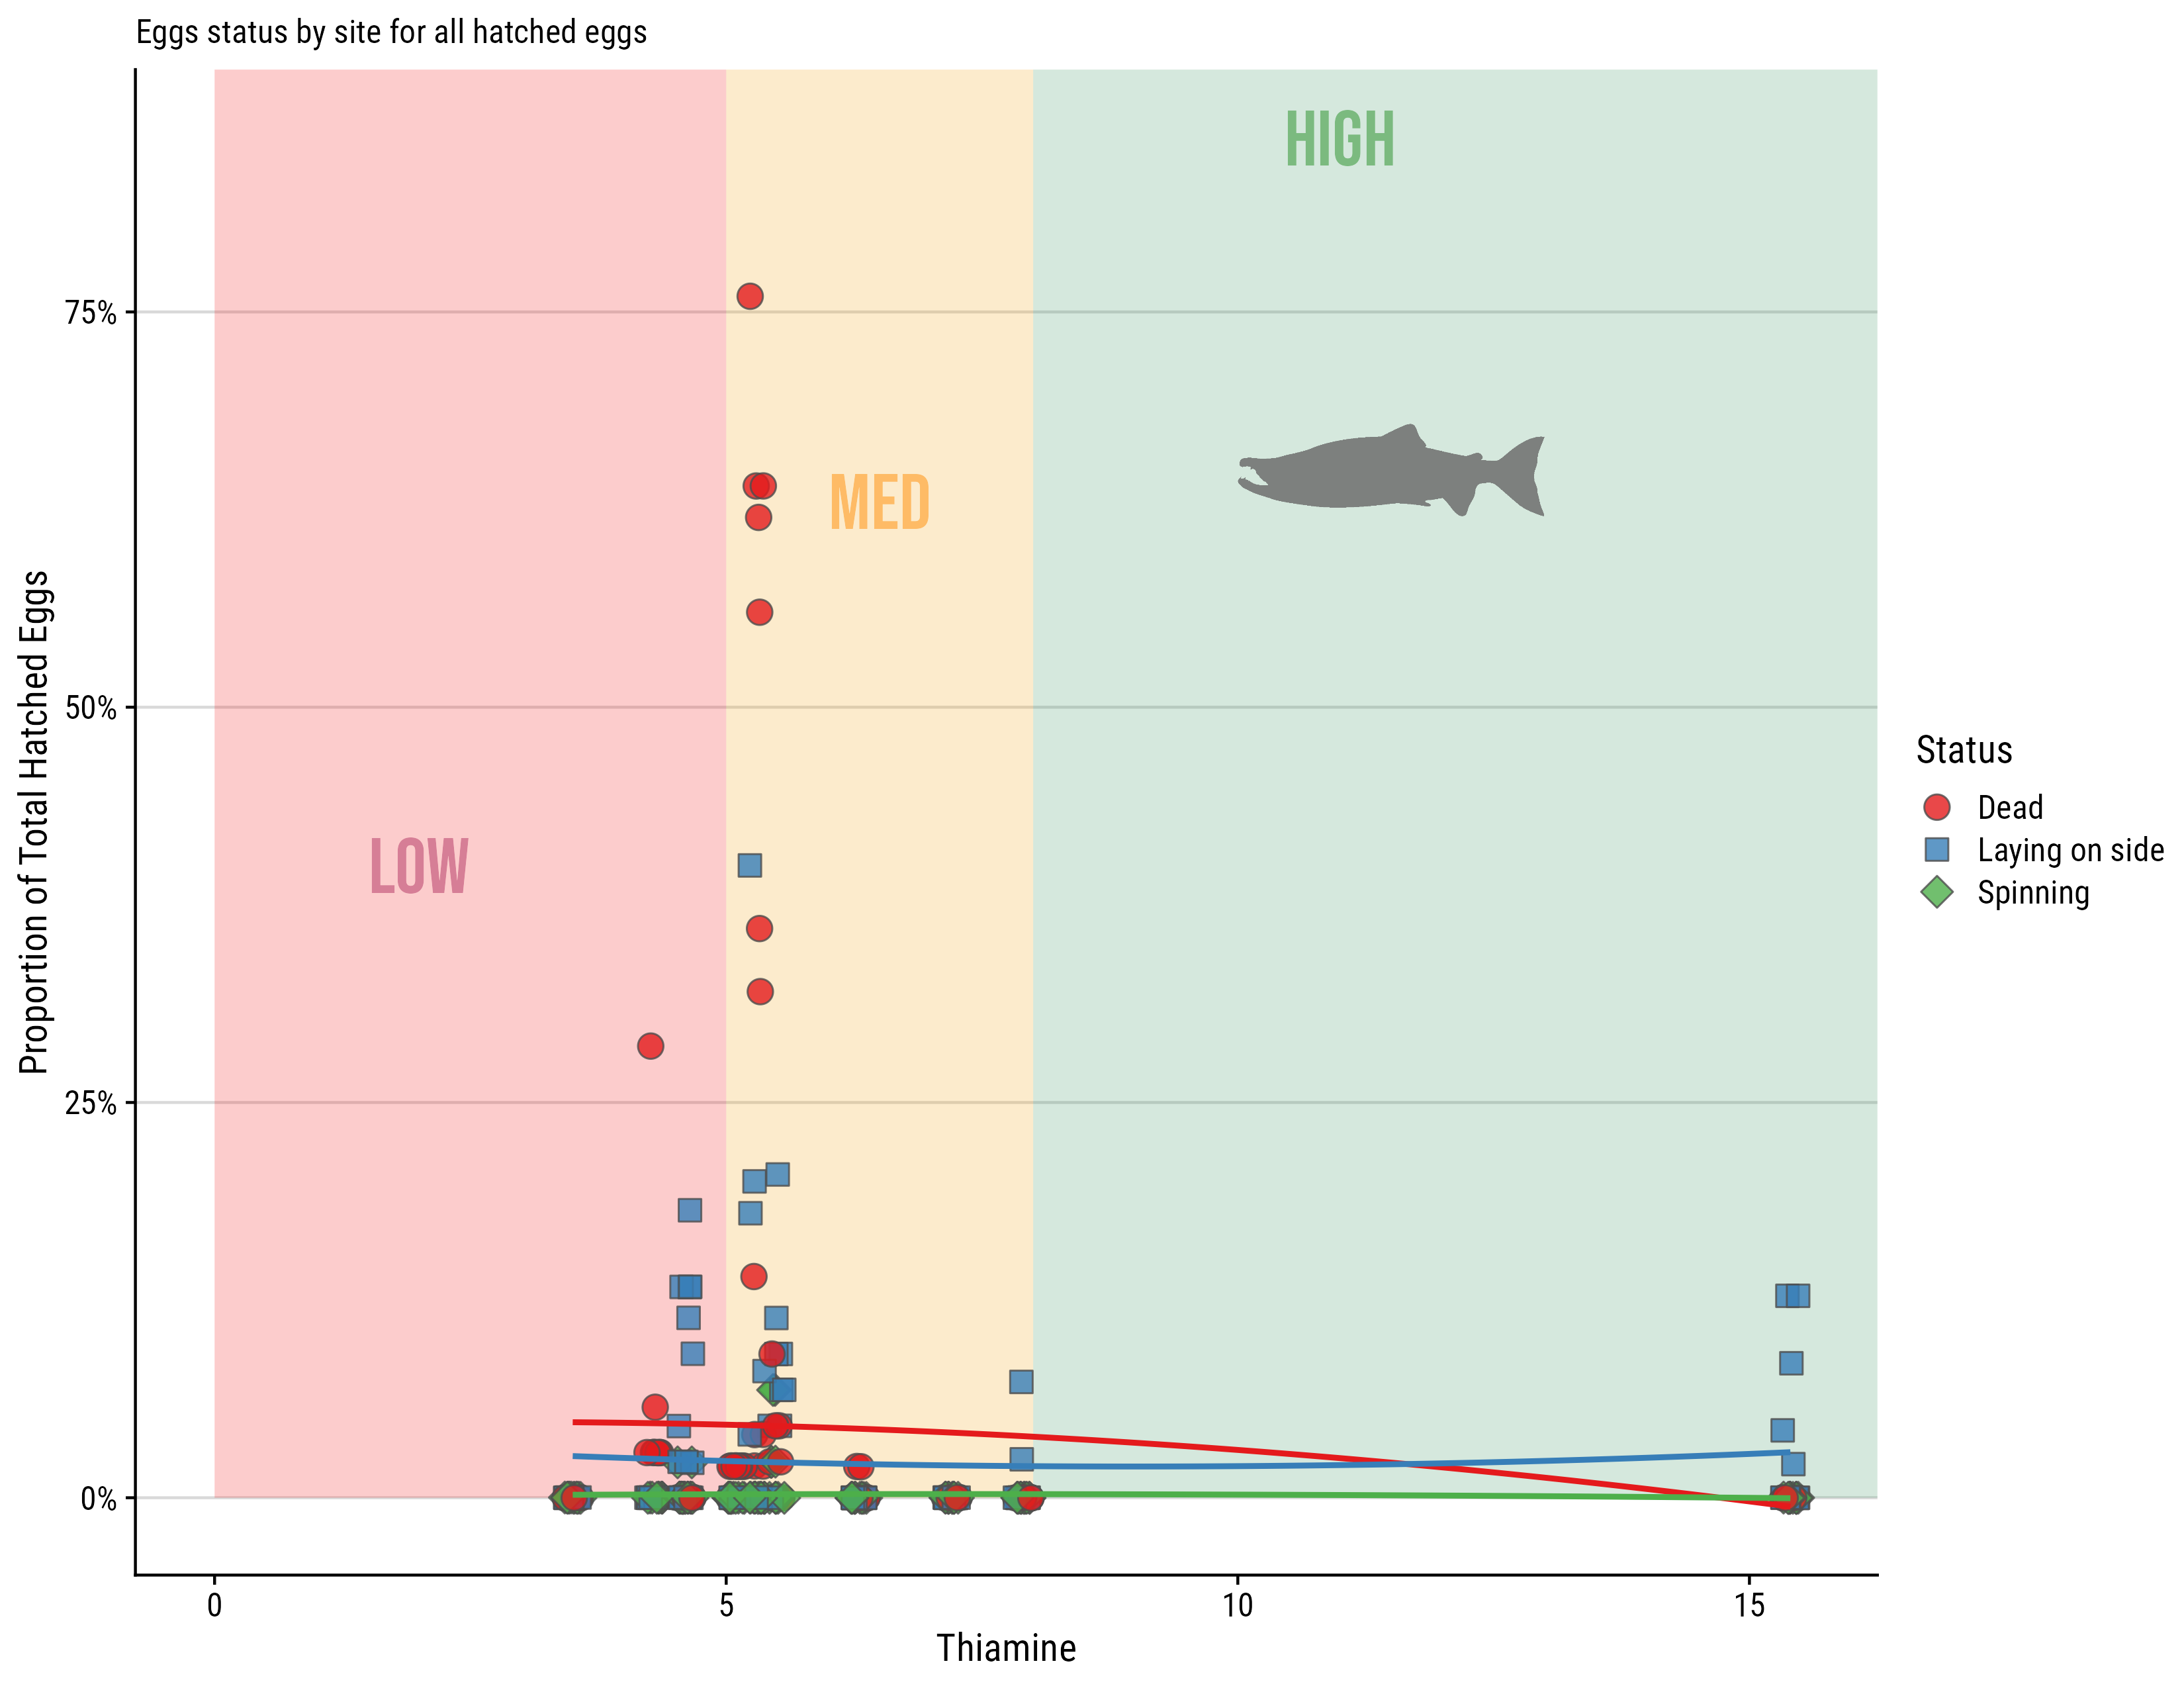 Eggs status by site for all hatched eggs
HIGH
MED
LOW
75%
50%
25%
0%
Proportion of Total Hatched Eggs
0 5 10 15
Thiamine
Status
Dead
Laying on side
Spinning